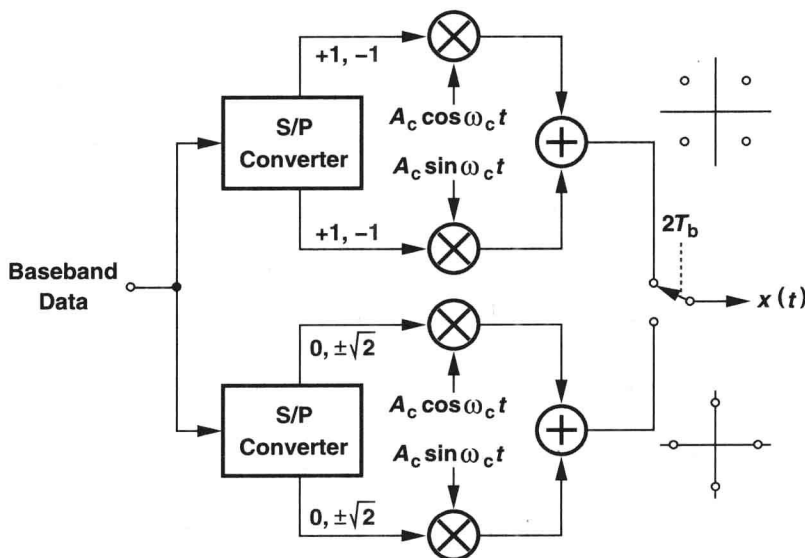 +1, –1
S/P
Converter
A_c cos ω_c t
A_c sin ω_c t
+1, –1
2T_b
Baseband
Data
x(t)
0, ±√2
S/P
Converter
A_c cos ω_c t
A_c sin ω_c t
0, ±√2